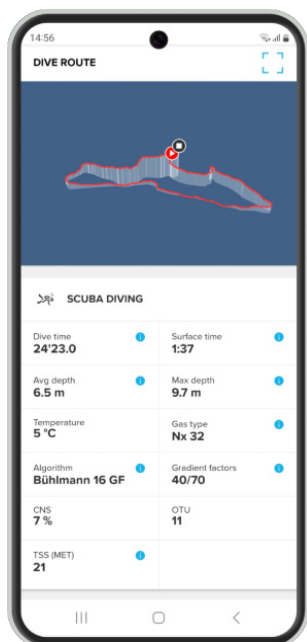 14:56
DIVE ROUTE
SCUBA DIVING
Dive time
24'23.0
Surface time
1:37
Avg depth
6.5 m
Max depth
9.7 m
Temperature
5 °C
Gas type
Nx 32
Algorithm
Bühlmann 16 GF
Gradient factors
40/70
CNS
7 %
OTU
11
TSS (MET)
21